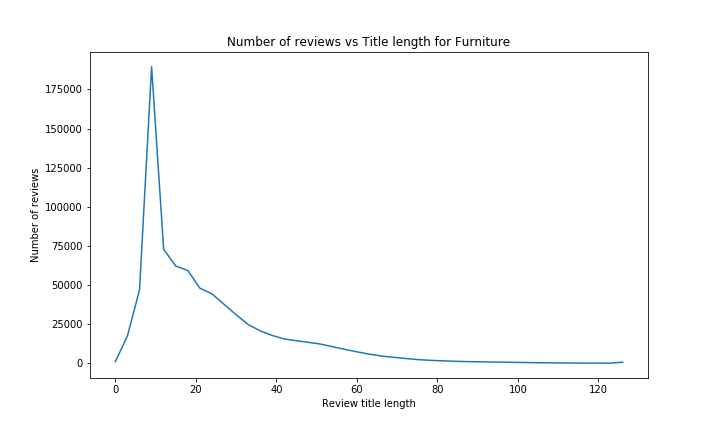 Number of reviews vs Title length for Furniture
175000
150000
125000
100000
75000
50000
25000
0
Number of reviews
0 20 40 60 80 100 120
Review title length